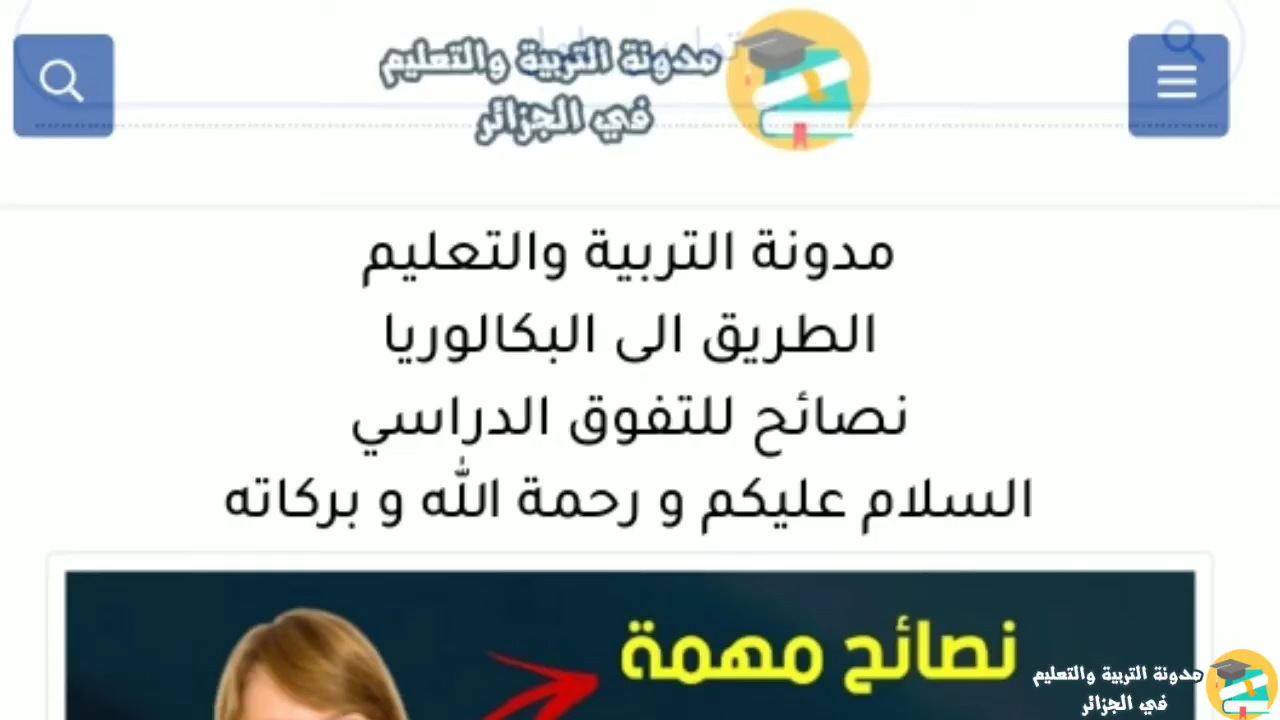 مدونة التربية والتعليم
في الجزائر
مدونة التربية والتعليم
الطريق الى البكالوريا
نصائح للتفوق الدراسي
السلام عليكم و رحمة الله و بركاته
نصائح مهمة
مدونة التربية والتعليم
في الجزائر